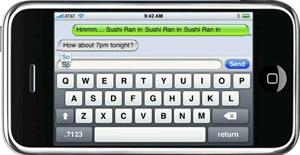 AT&T 9:42 AM
Hmmm.... Sushi Ran in Sushi Ran in Sushi Ran in
How about 7pm tonight?
So
Sp
Send
Q W E R T Y U I O P
A S D F G H J K L
Z X C V B N M
.?123 return